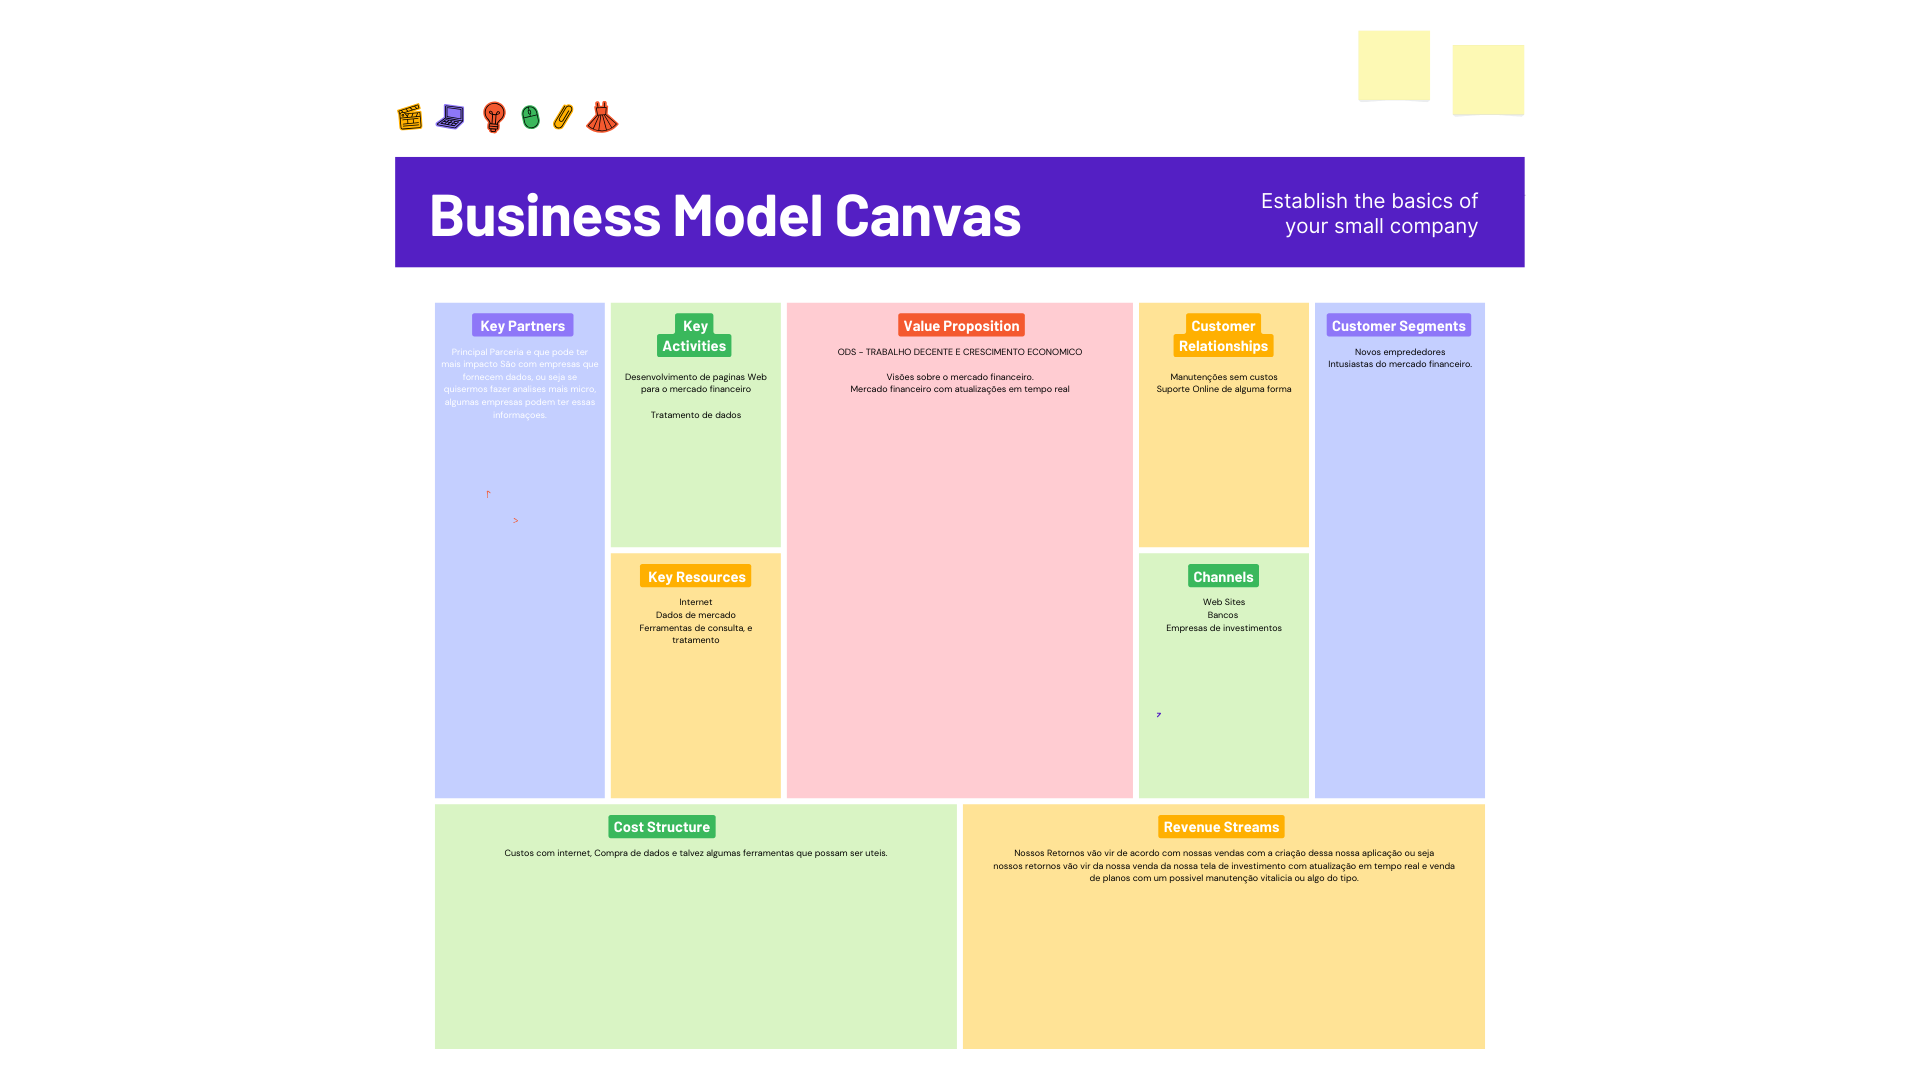 Business Model Canvas
Establish the basics of
your small company
Key Partners
Principal Parceria e que pode ter
mais impacto São com empresas que
fornecem dados, ou seja se
quisermos fazer analises mais micro,
algumas empresas podem ter essas
informaçoes.
Key
Activities
Desenvolvimento de paginas Web
para o mercado financeiro
Tratamento de dados
Key Resources
Internet
Dados de mercado
Ferramentas de consulta, e
tratamento
Value Proposition
ODS - TRABALHO DECENTE E CRESCIMENTO ECONOMICO
Visões sobre o mercado financeiro.
Mercado financeiro com atualizações em tempo real
Customer
Relationships
Manutenções sem custos
Suporte Online de alguma forma
Channels
Web Sites
Bancos
Empresas de investimentos
Customer Segments
Novos emprededores
Intusiastas do mercado financeiro.
Cost Structure
Custos com internet, Compra de dados e talvez algumas ferramentas que possam ser uteis.
Revenue Streams
Nossos Retornos vão vir de acordo com nossas vendas com a criação dessa nossa aplicação ou seja
nossos retornos vão vir da nossa venda da nossa tela de investimento com atualização em tempo real e venda
de planos com um possivel manutenção vitalicia ou algo do tipo.